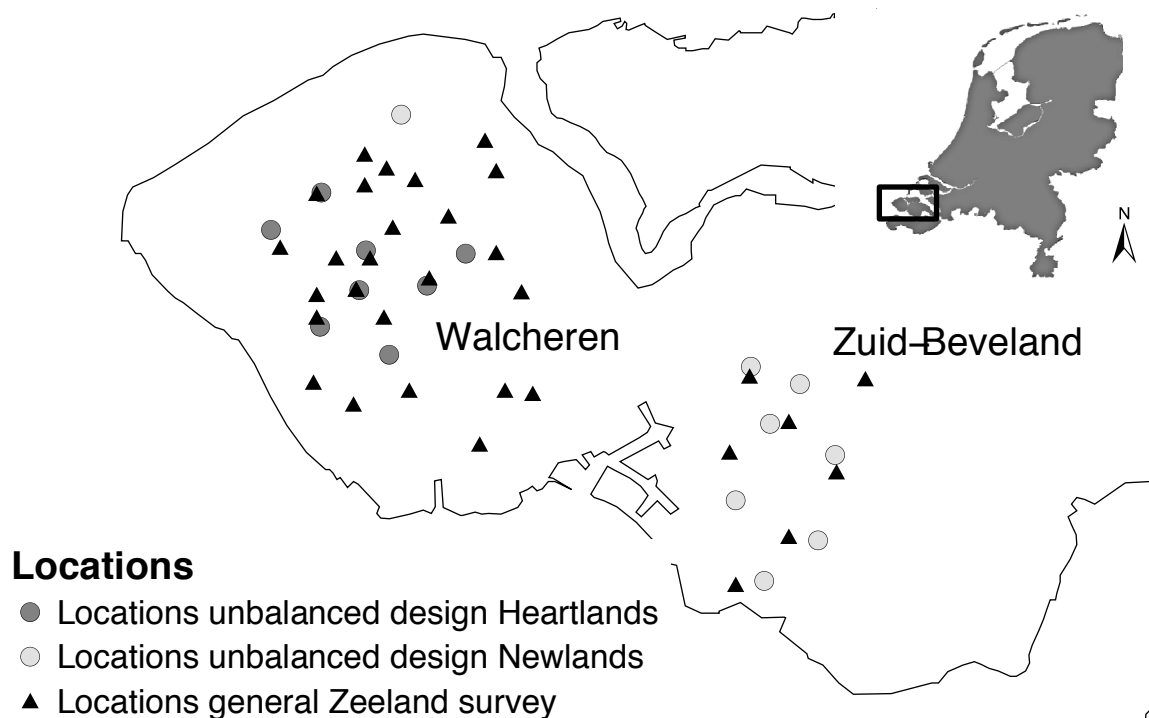 N
Walcheren
Zuid–Beveland
Locations
Locations unbalanced design Heartlands
Locations unbalanced design Newlands
Locations general Zeeland survey